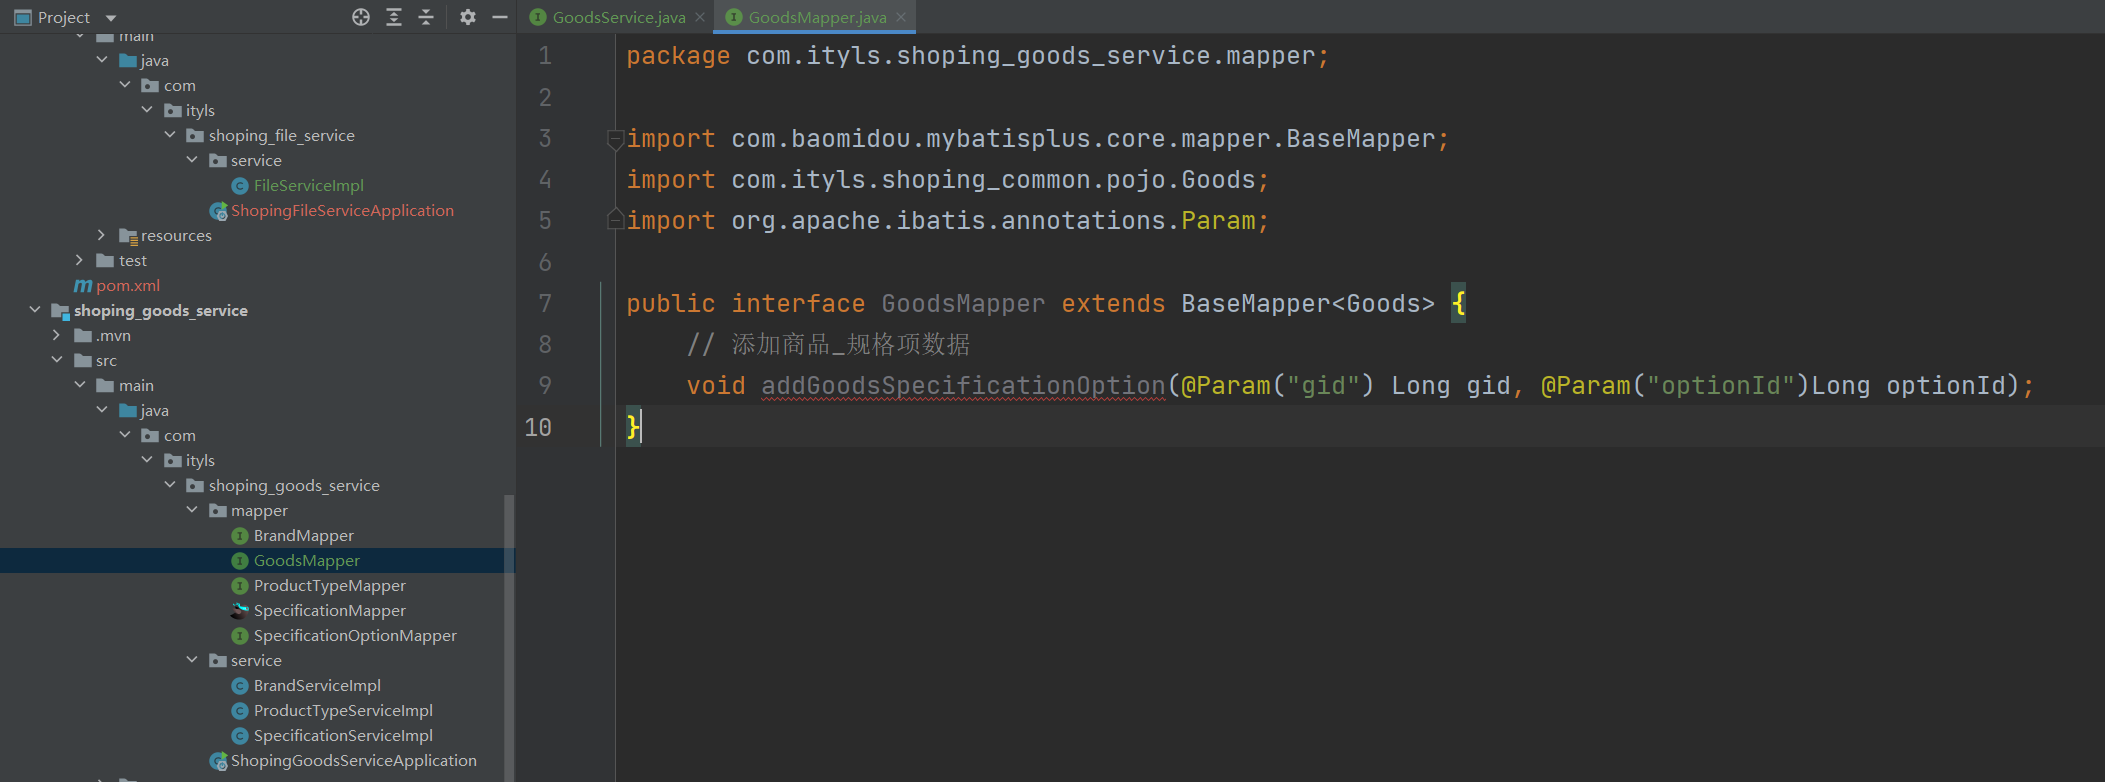 Project
main
java
com
ityls
shoping_file_service
service
FileServiceImpl
ShopingFileServiceApplication
resources
test
pom.xml
shoping_goods_service
.mvn
src
main
java
com
ityls
shoping_goods_service
mapper
BrandMapper
GoodsMapper
ProductTypeMapper
SpecificationMapper
SpecificationOptionMapper
service
BrandServiceImpl
ProductTypeServiceImpl
SpecificationServiceImpl
ShopingGoodsServiceApplication
GoodsService.java
GoodsMapper.java
1 package com.ityls.shoping_goods_service.mapper;
2
3 import com.baomidou.mybatisplus.core.mapper.BaseMapper;
4 import com.ityls.shoping_common.pojo.Goods;
5 import org.apache.ibatis.annotations.Param;
6
7 public interface GoodsMapper extends BaseMapper<Goods> {
8 // 添加商品_规格项数据
9 void addGoodsSpecificationOption(@Param("gid") Long gid, @Param("optionId")Long optionId);
10 }